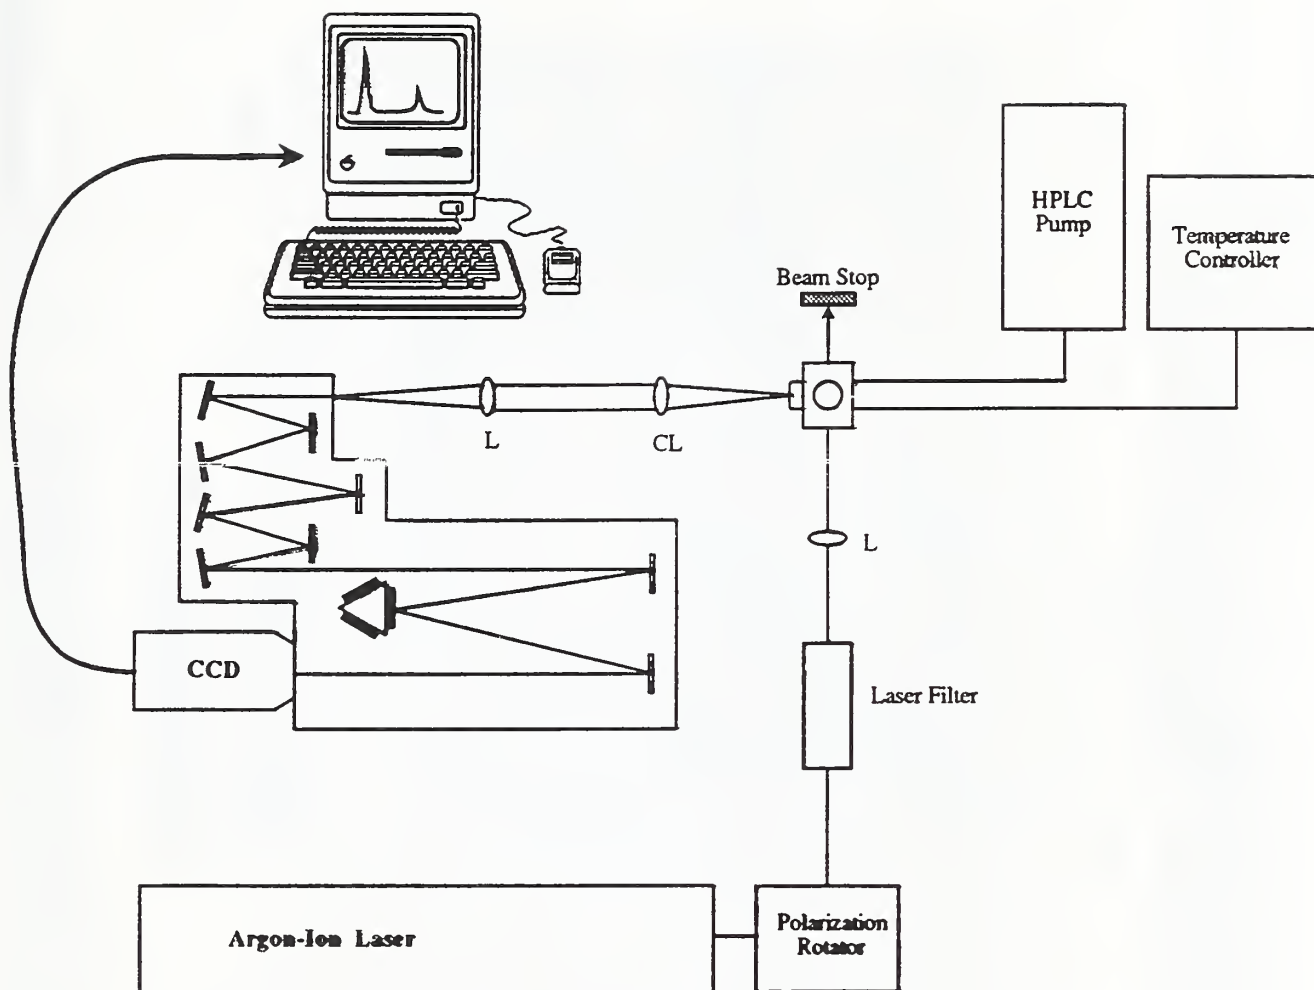 HPLC
Pump
Temperature
Controller
Beam Stop
L
CL
L
CCD
Laser Filter
Argon-Ion Laser
Polarization
Rotator